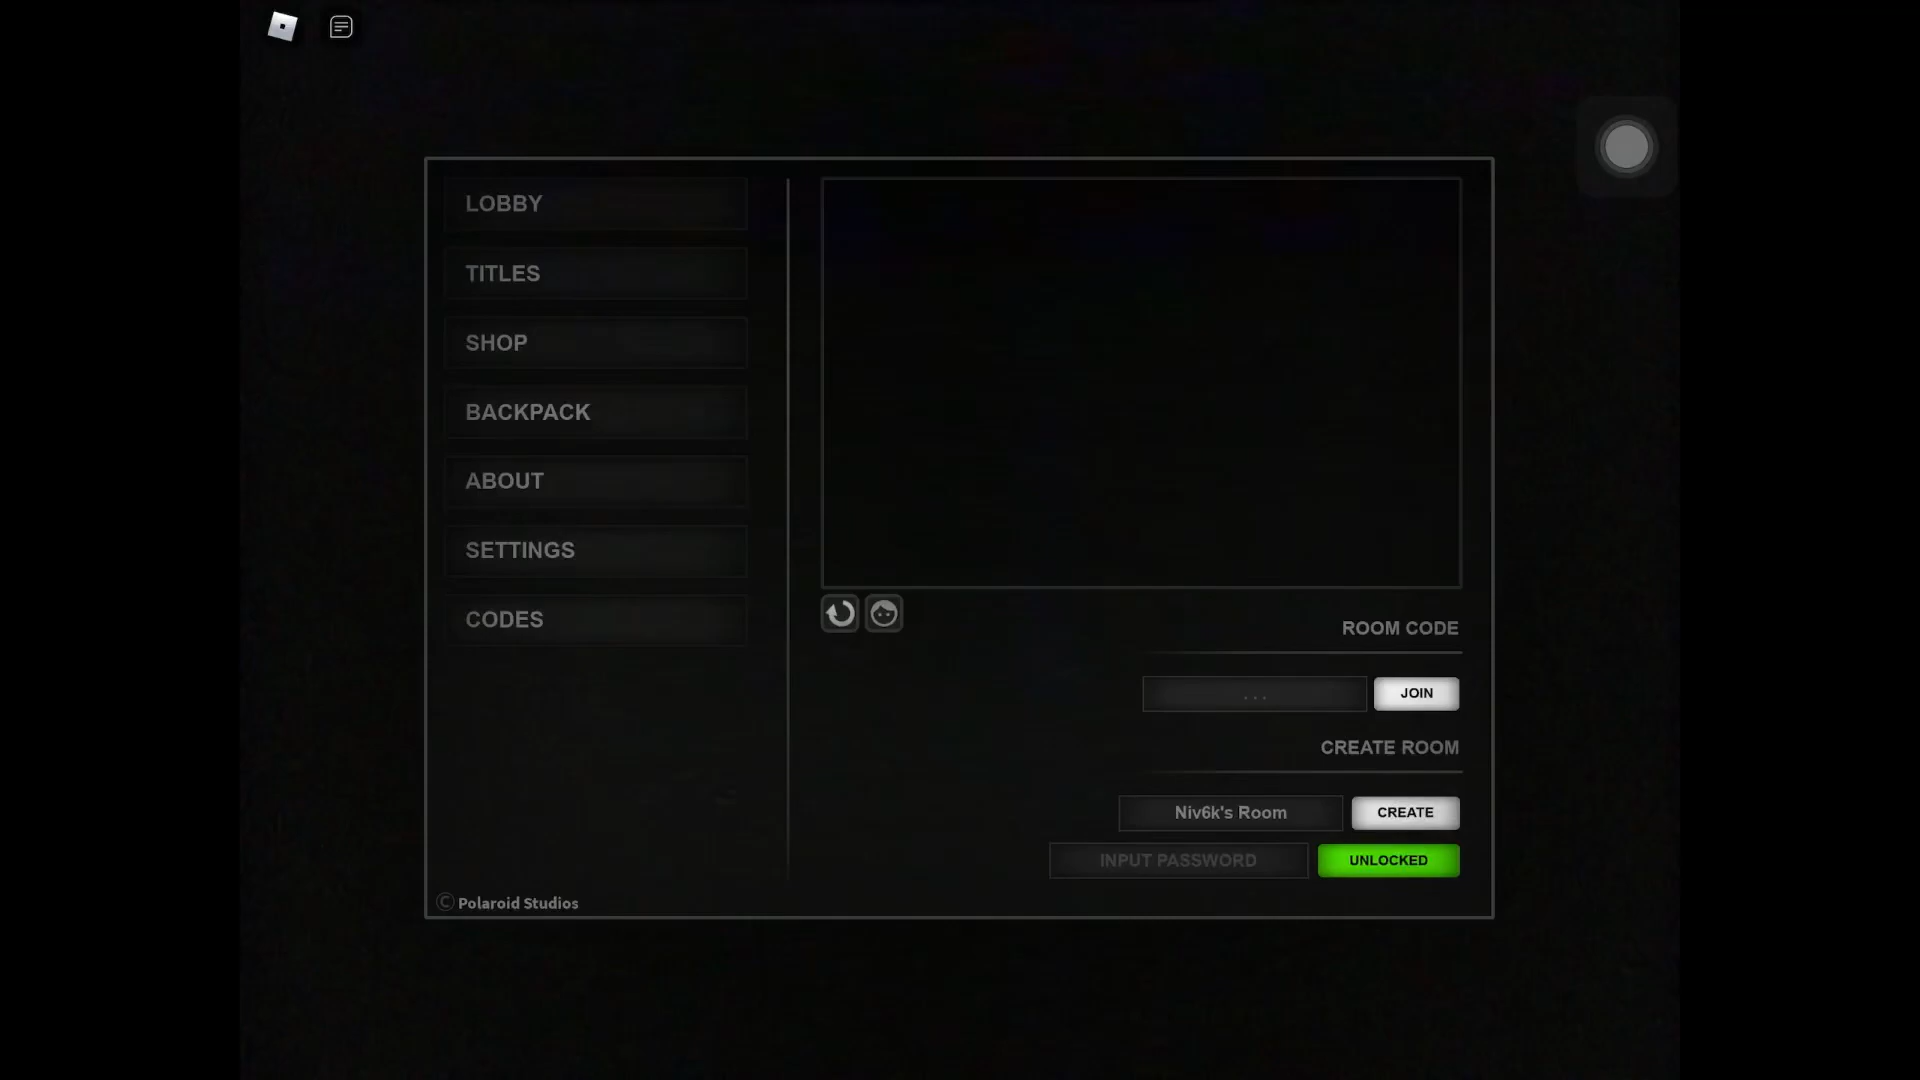 LOBBY
TITLES
SHOP
BACKPACK
ABOUT
SETTINGS
CODES
ROOM CODE
...
JOIN
CREATE ROOM
Niv6k's Room
CREATE
INPUT PASSWORD
UNLOCKED
© Polaroid Studios